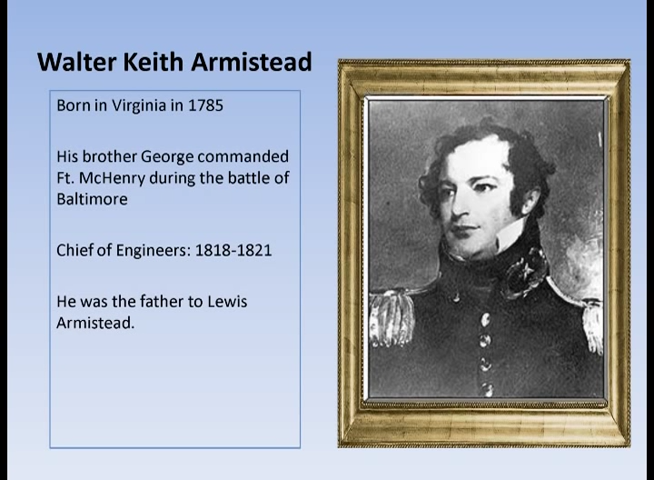 Walter Keith Armistead
Born in Virginia in 1785
His brother George commanded
Ft. McHenry during the battle of
Baltimore
Chief of Engineers: 1818-1821
He was the father to Lewis
Armistead.